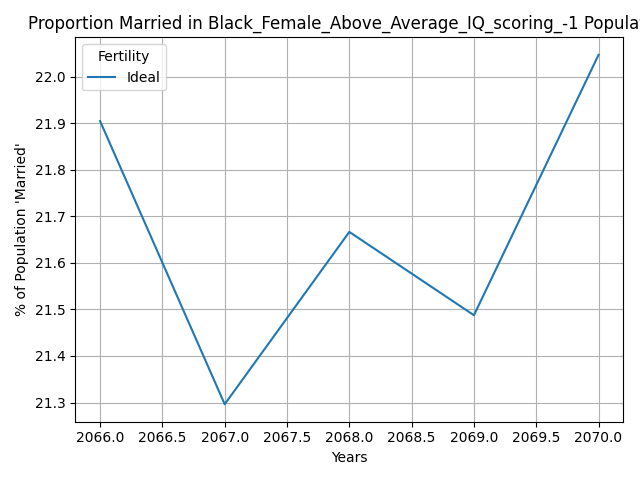 Proportion Married in Black_Female_Above_Average_IQ_scoring_-1 Popula
Fertility
Ideal
% of Population 'Married'
22.0
21.9
21.8
21.7
21.6
21.5
21.4
21.3
2066.0 2066.5 2067.0 2067.5 2068.0 2068.5 2069.0 2069.5 2070.0
Years